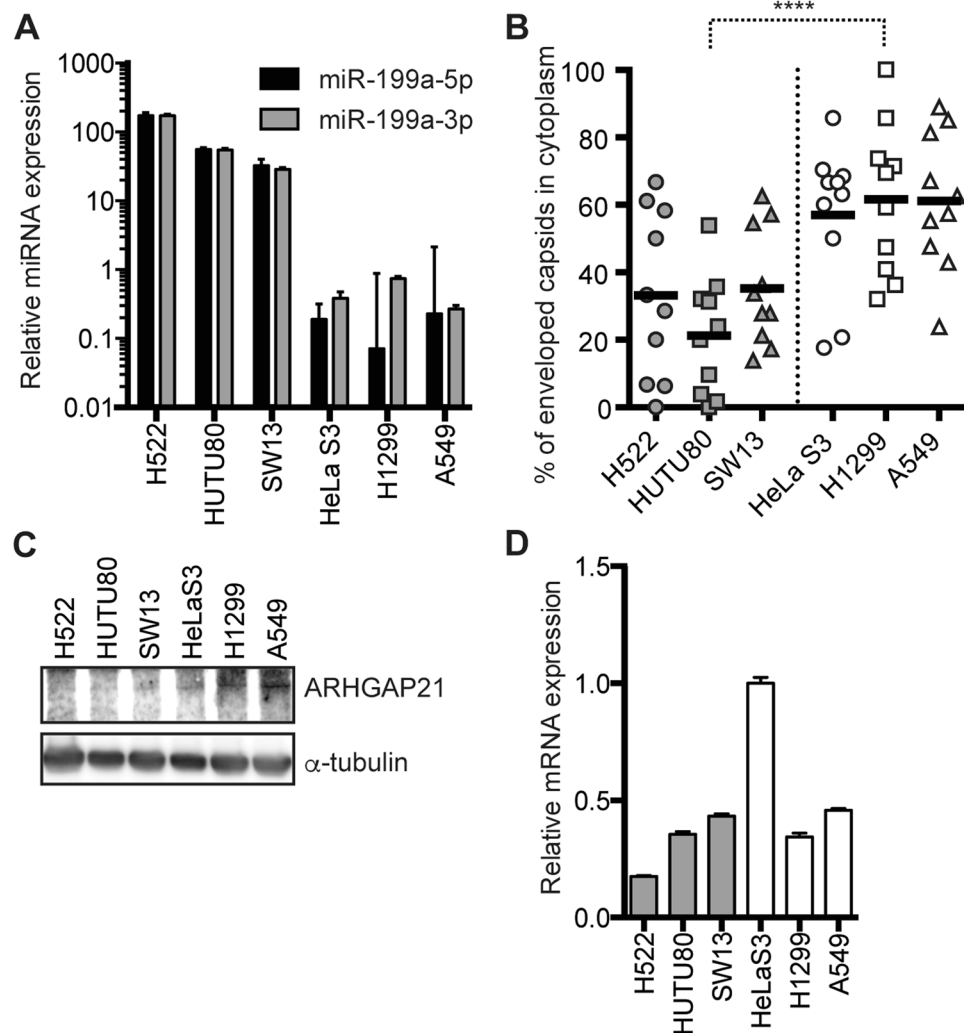 A
Relative miRNA expression
1000
100
10
1
0.1
0.01
miR-199a-5p
miR-199a-3p
H522
HUTU80
SW13
HeLa S3
H1299
A549
B
****
% of enveloped capsids in cytoplasm
100
80
60
40
20
0
H522
HUTU80
SW13
HeLa S3
H1299
A549
C
H522
HUTU80
SW13
HeLaS3
H1299
A549
ARHGAP21
α-tubulin
D
Relative mRNA expression
1.5
1.0
0.5
0.0
H522
HUTU80
SW13
HeLaS3
H1299
A549